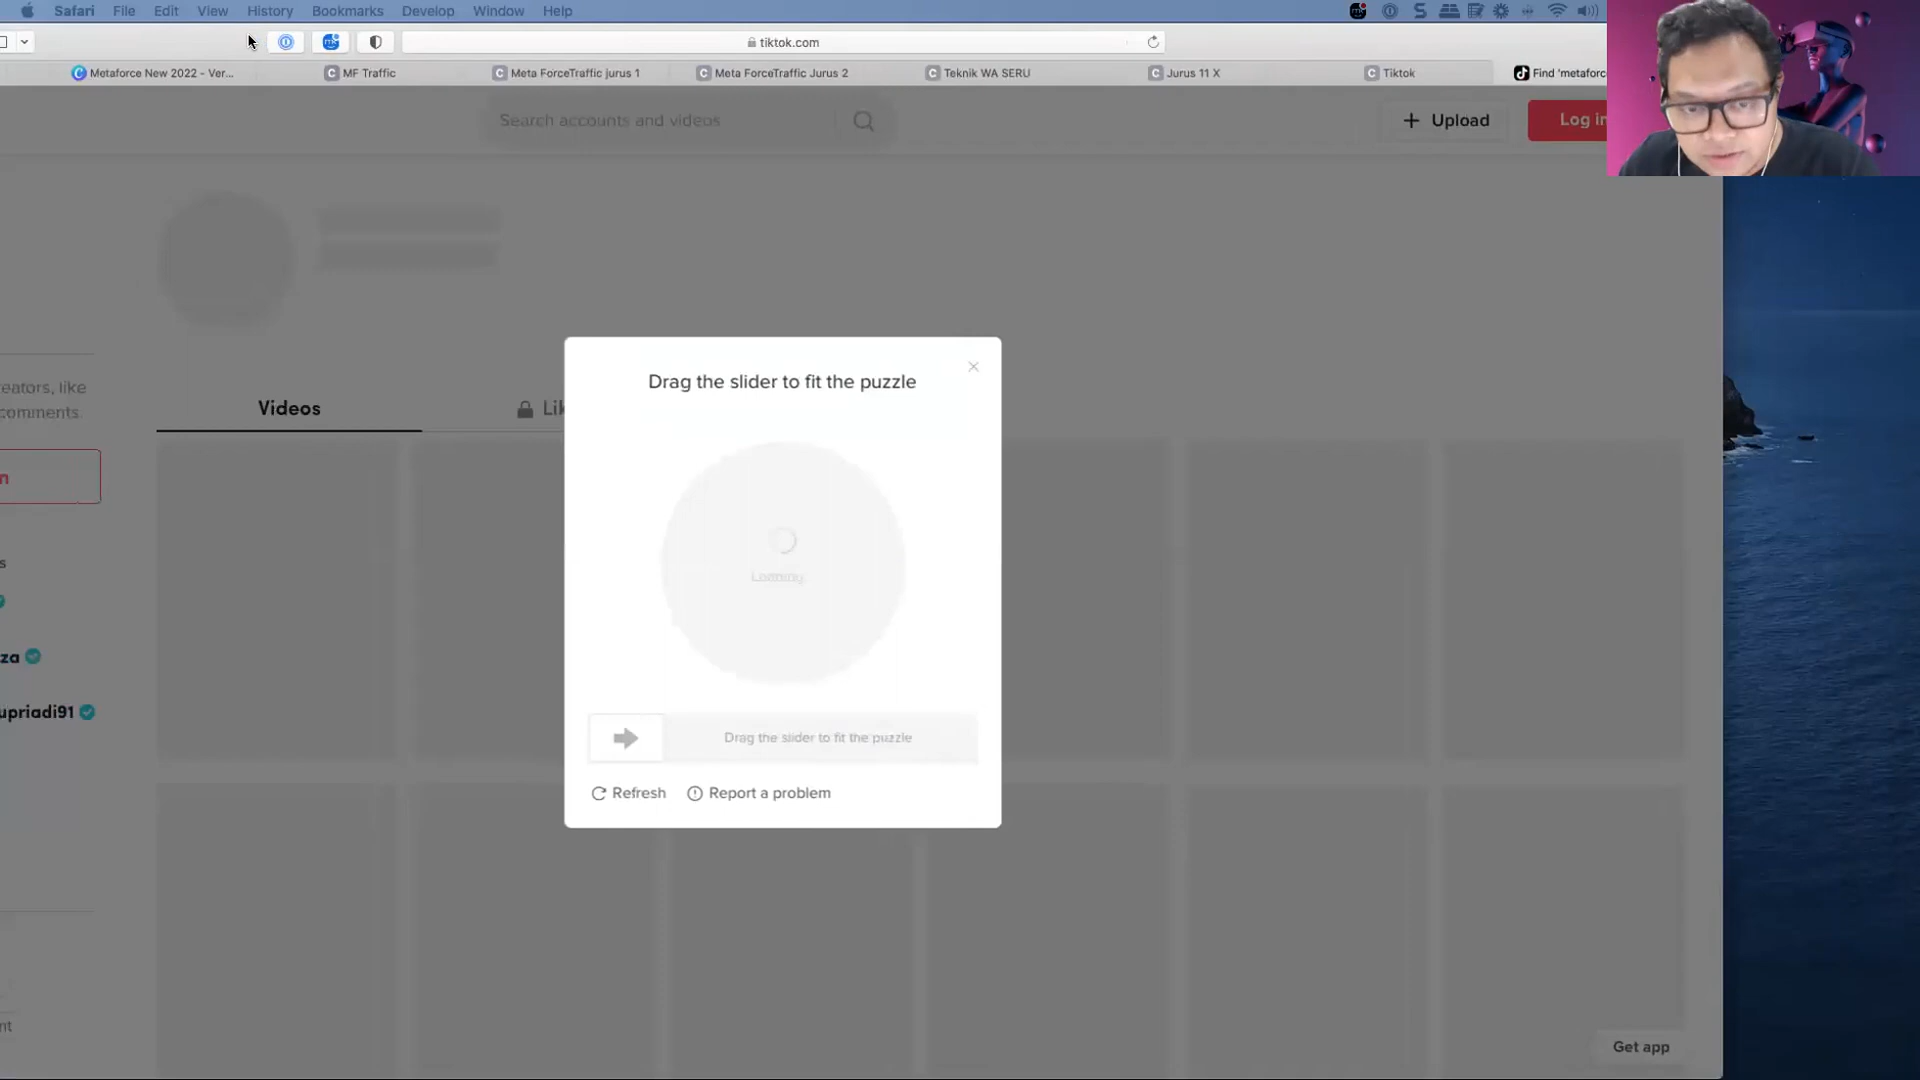 Safari File Edit View History Bookmarks Develop Window Help
tiktok.com
Metaforce New 2022 - Ver...
MF Traffic
Meta ForceTraffic jurus 1
Meta ForceTraffic Jurus 2
Teknik WA SERU
Jurus 11 X
Tiktok
Find 'metaforc
Search accounts and videos
Upload
Log in
eators, like
comments.
n
s
za
upriadi91
nt
Videos
Lik
Drag the slider to fit the puzzle
Loading
Drag the slider to fit the puzzle
Refresh
Report a problem
Get app